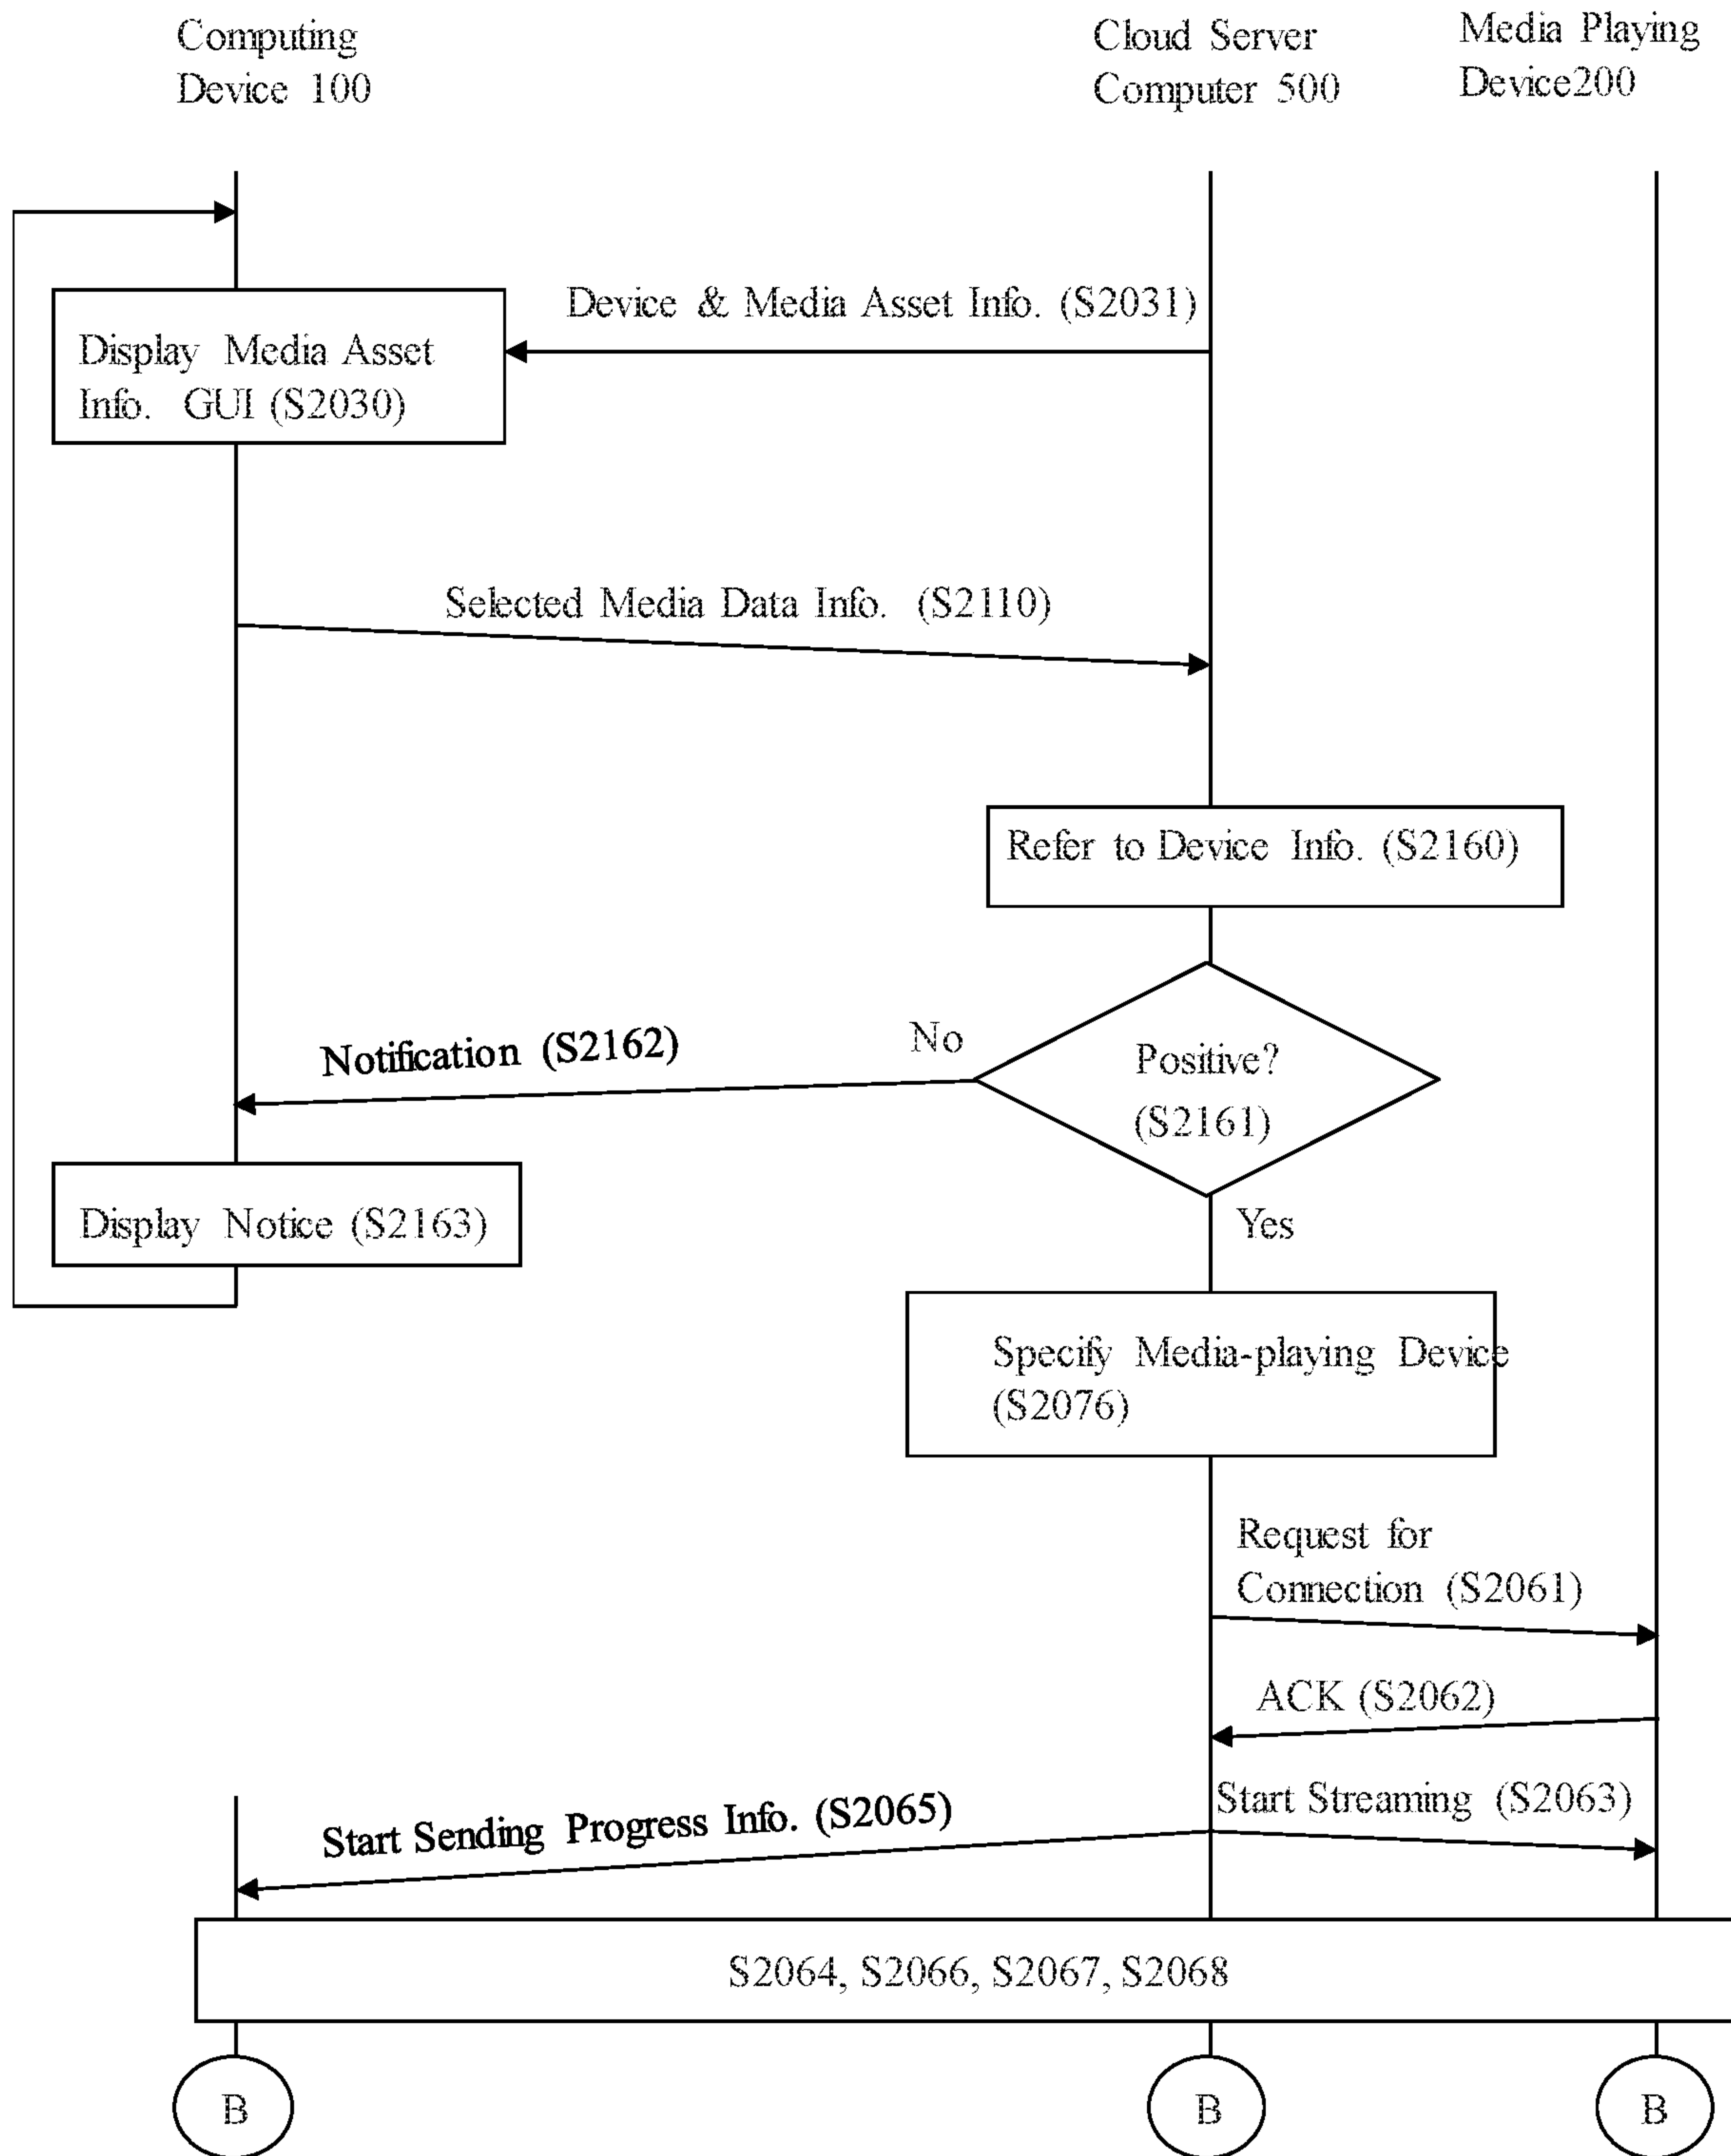 Computing
Device 100
Cloud Server
Computer 500
Media Playing
Device200
Device & Media Asset Info. (S2031)
Display Media Asset
Info. GUI (S2030)
Selected Media Data Info. (S2110)
Refer to Device Info. (S2160)
No
Notification (S2162)
Positive?
(S2161)
Display Notice (S2163)
Yes
Specify Media-playing Device
(S2076)
Request for
Connection (S2061)
ACK (S2062)
Start Streaming (S2063)
Start Sending Progress Info. (S2065)
S2064, S2066, S2067, S2068
B
B
B